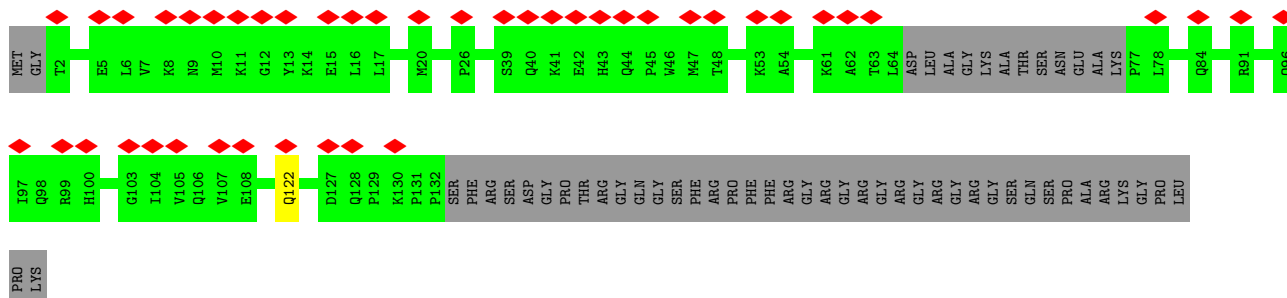 MET GLY T2 E5 L6 V7 K8 N9 M10 K11 G12 Y13 K14 E15 L16 L17 M20 P26 S39 Q40 K41 E42 H43 Q44 P45 W46 M47 T48 K53 A54 K61 A62 T63 L64 ASP LEU ALA GLY LYS ALA THR SER ASN GLU ALA LYS P77 L78 Q84 R91
I97 Q98 R99 H100 G103 I104 V105 Q106 V107 E108 Q122 D127 Q128 P129 K130 P131 P132 SER PHE ARG SER ASP GLY PRO THR ARG GLY GLN GLY SER PHE ARG PRO PHE PHE ARG GLY ARG GLY ARG GLY ARG GLY ARG GLY ARG GLY SER GLN SER PRO ALA ARG LYS GLY PRO LEU
PRO LYS